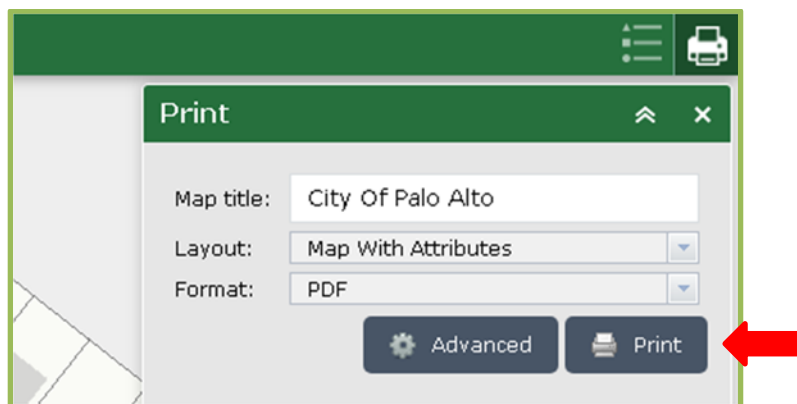 Print
Map title: City Of Palo Alto
Layout: Map With Attributes
Format: PDF
Advanced Print